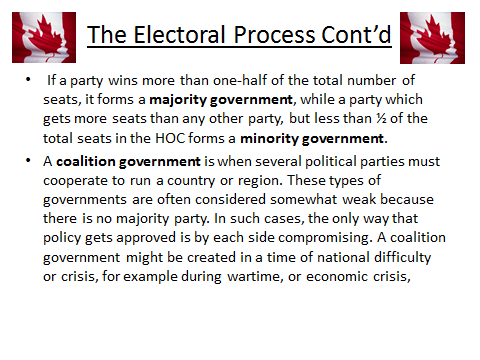 The Electoral Process Cont'd
• If a party wins more than one-half of the total number of
seats, it forms a majority government, while a party which
gets more seats than any other party, but less than ½ of the
total seats in the HOC forms a minority government.
• A coalition government is when several political parties must
cooperate to run a country or region. These types of
governments are often considered somewhat weak because
there is no majority party. In such cases, the only way that
policy gets approved is by each side compromising. A coalition
government might be created in a time of national difficulty
or crisis, for example during wartime, or economic crisis,